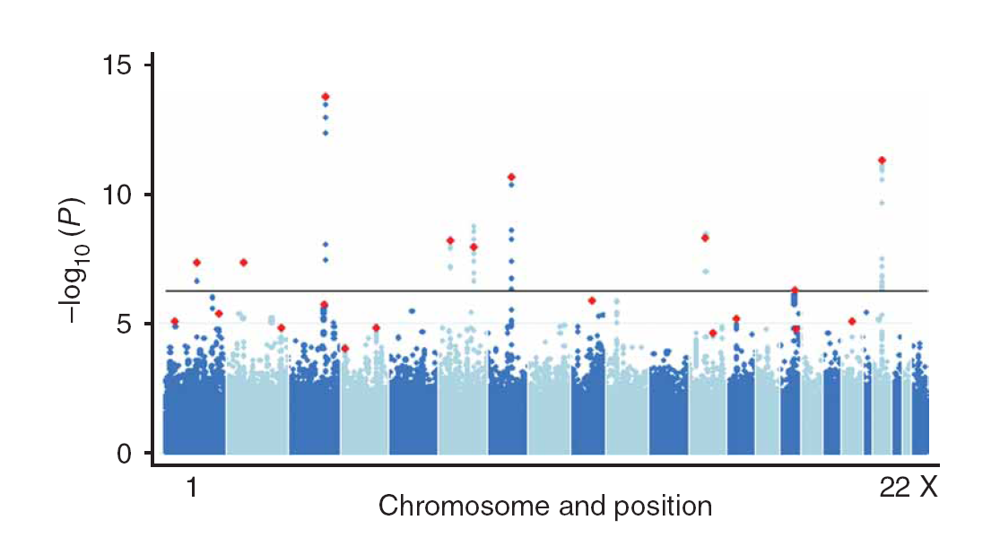 15
10
5
0
–log10 (P)
1
22 X
Chromosome and position